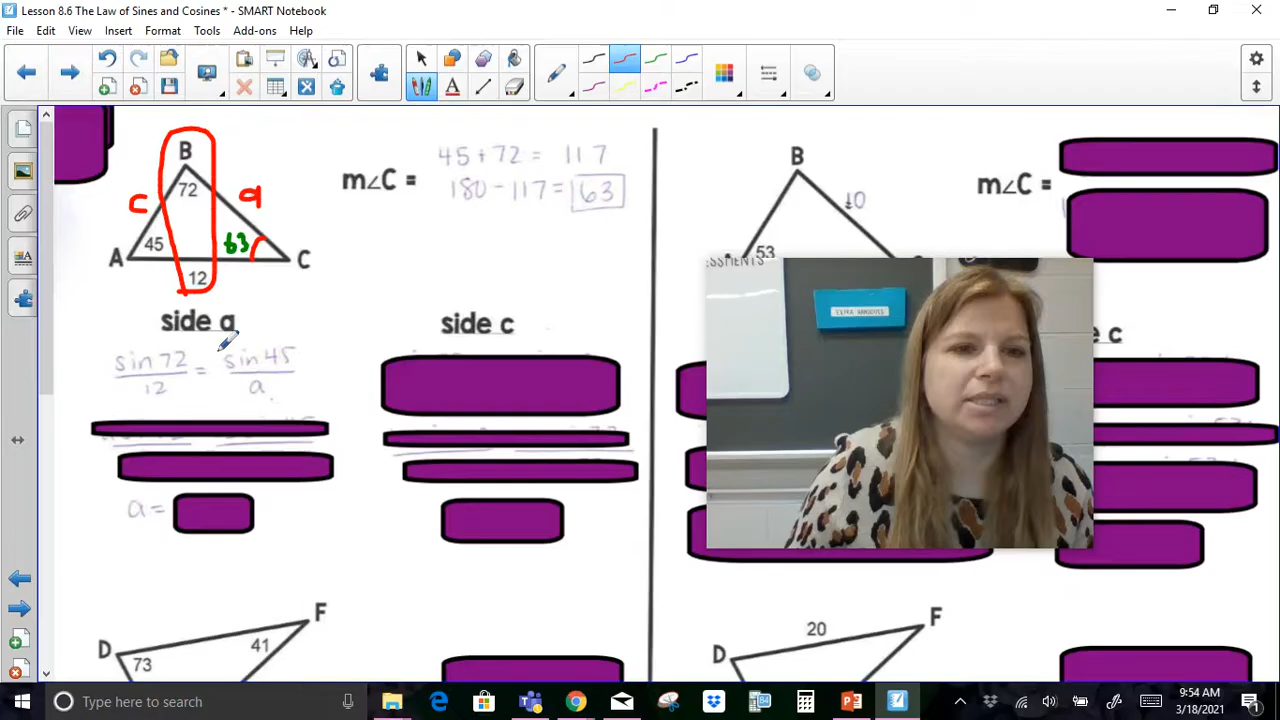 Lesson 8.6 The Law of Sines and Cosines * - SMART Notebook
File Edit View Insert Format Tools Add-ons Help
B
72
c
a
A
45
63
C
12
m∠C =
45+72 = 117
180-117= 63
side a
sin 72 = sin 45
12 a
a =
side c
B
10
53
m∠C =
c
EXTRA HANDOUTS
D
73
41
F
D
20
F
Type here to search
9:54 AM
3/18/2021